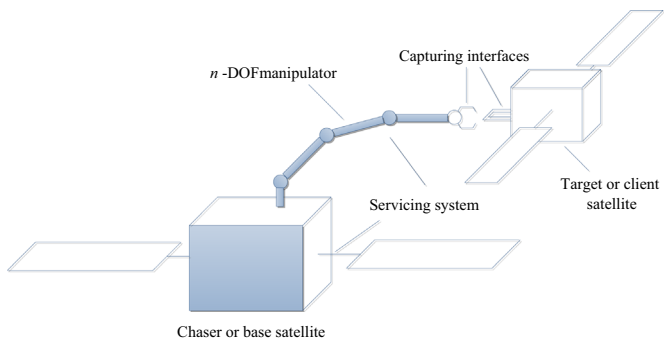 Capturing interfaces
n -DOFmanipulator
Target or client
satellite
Servicing system
Chaser or base satellite